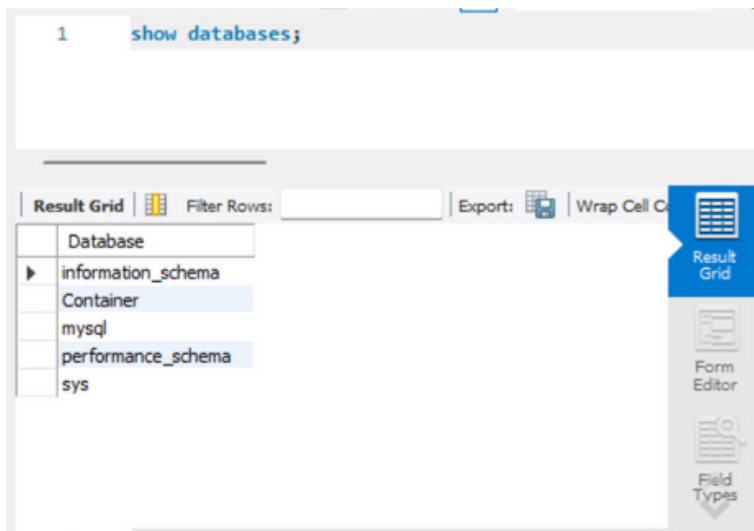 1 show databases;
Result Grid Filter Rows: Export: Wrap Cell Co
Database
information_schema
Container
mysql
performance_schema
sys
Result
Grid
Form
Editor
Field
Types